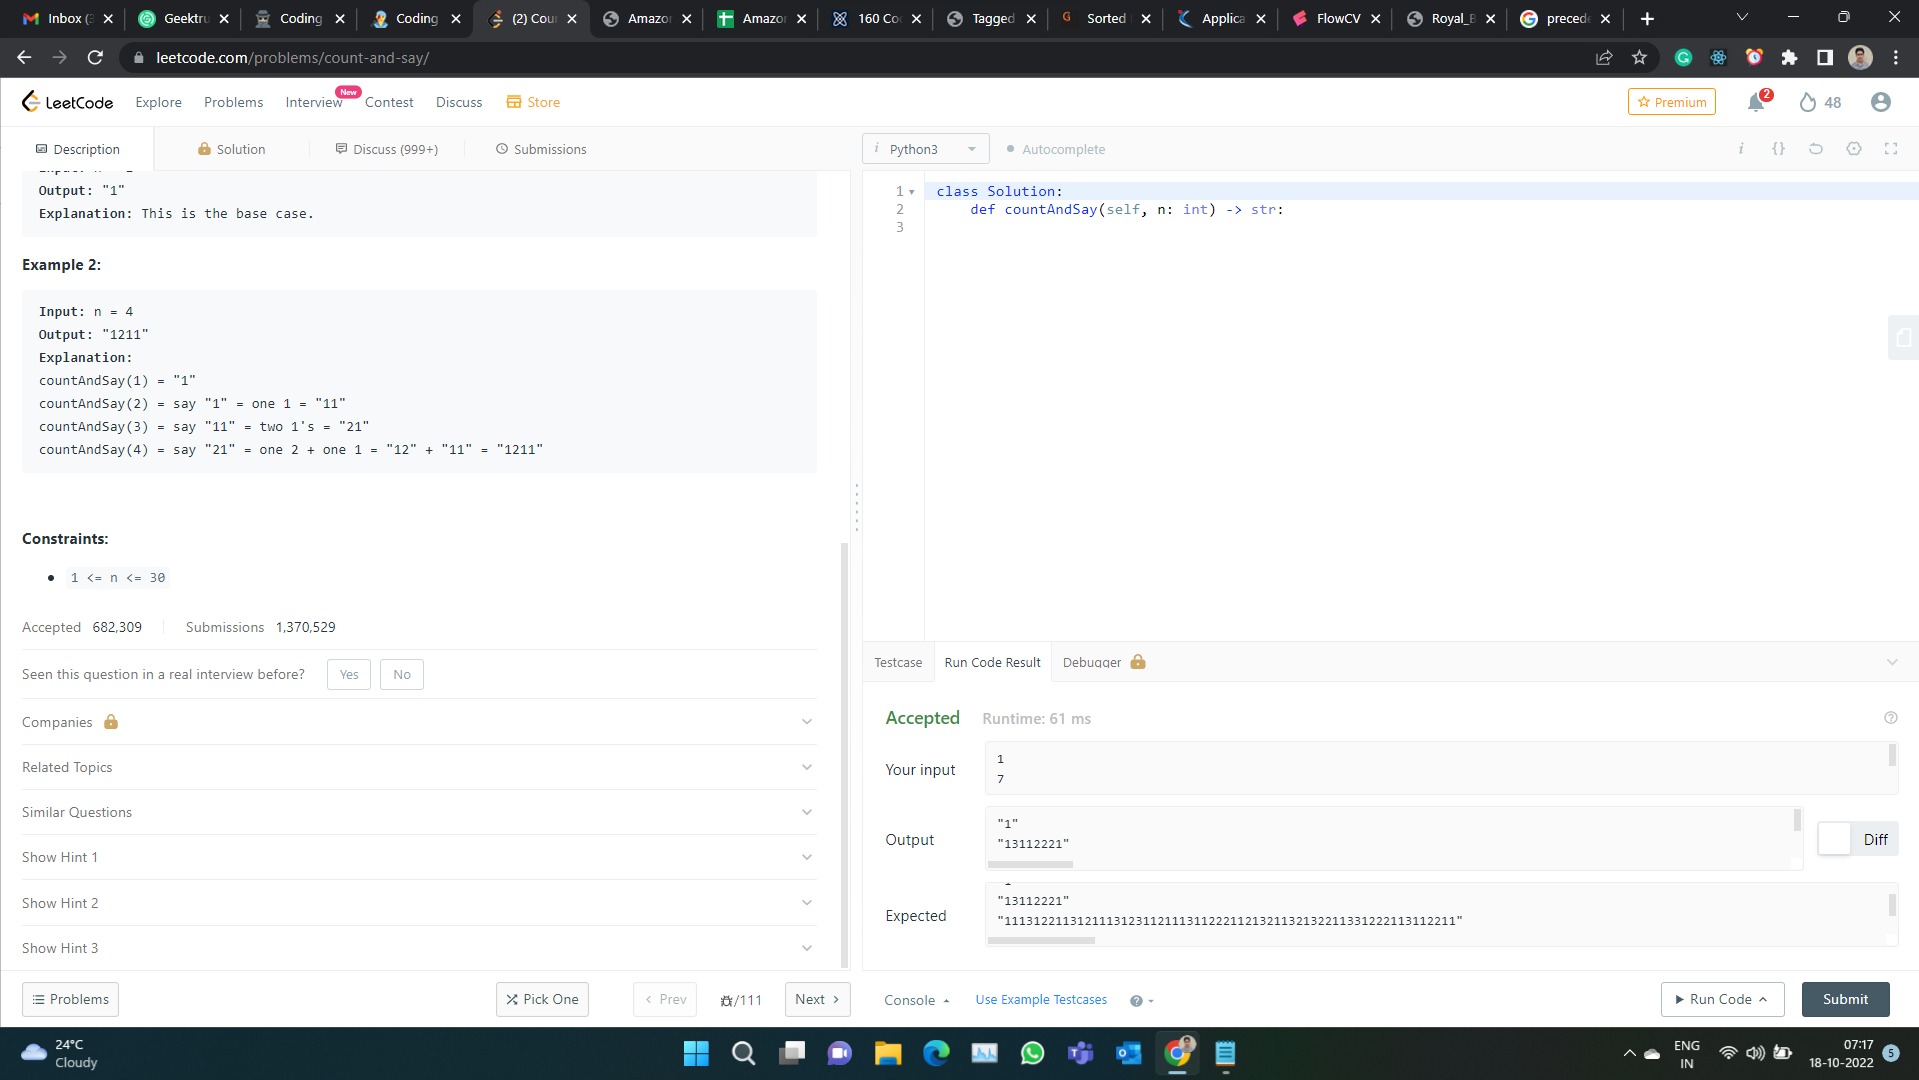 Inbox (3
Geektru
Coding
Coding
(2) Coun
Amazon
Amazon
160 Co
Tagged
Sorted
Applica
FlowCV
Royal_E
precede
leetcode.com/problems/count-and-say/
LeetCode Explore Problems Interview New Contest Discuss Store
Premium 2 48
Description Solution Discuss (999+) Submissions
Python3 Autocomplete
Output: "1"
Explanation: This is the base case.
Example 2:
Input: n = 4
Output: "1211"
Explanation:
countAndSay(1) = "1"
countAndSay(2) = say "1" = one 1 = "11"
countAndSay(3) = say "11" = two 1's = "21"
countAndSay(4) = say "21" = one 2 + one 1 = "12" + "11" = "1211"
Constraints:
1 <= n <= 30
Accepted 682,309 Submissions 1,370,529
Seen this question in a real interview before? Yes No
Companies
Related Topics
Similar Questions
Show Hint 1
Show Hint 2
Show Hint 3
Problems Pick One Prev /111 Next
1 class Solution:
2 def countAndSay(self, n: int) -> str:
3
Testcase Run Code Result Debugger
Accepted Runtime: 61 ms
Your input
1
7
Output
"1"
"13112221"
Diff
Expected
"13112221"
"11131221131211131231121113112221121321132132211331222113112211"
Console Use Example Testcases Run Code Submit
24°C
Cloudy
ENG
IN
07:17
18-10-2022
5